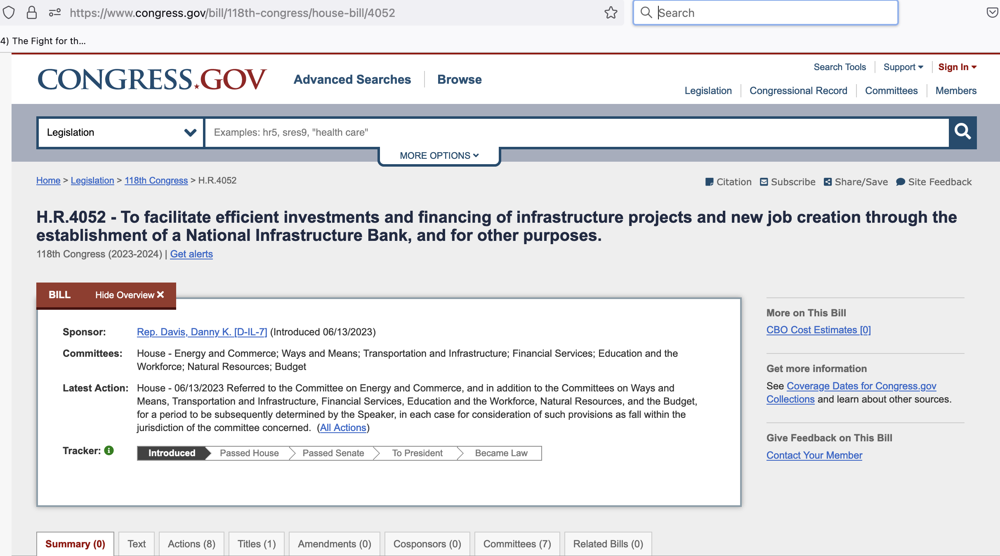 https://www.congress.gov/bill/118th-congress/house-bill/4052
Search
4) The Fight for th...
CONGRESS.GOV
Advanced Searches
Browse
Search Tools
Support
Sign In
Legislation
Congressional Record
Committees
Members
Legislation
Examples: hr5, sres9, "health care"
MORE OPTIONS
Home > Legislation > 118th Congress > H.R.4052
Citation
Subscribe
Share/Save
Site Feedback
H.R.4052 - To facilitate efficient investments and financing of infrastructure projects and new job creation through the
establishment of a National Infrastructure Bank, and for other purposes.
118th Congress (2023-2024) | Get alerts
BILL
Hide Overview
Sponsor: Rep. Davis, Danny K. [D-IL-7] (Introduced 06/13/2023)
Committees: House - Energy and Commerce; Ways and Means; Transportation and Infrastructure; Financial Services; Education and the
Workforce; Natural Resources; Budget
Latest Action: House - 06/13/2023 Referred to the Committee on Energy and Commerce, and in addition to the Committees on Ways and
Means, Transportation and Infrastructure, Financial Services, Education and the Workforce, Natural Resources, and the Budget,
for a period to be subsequently determined by the Speaker, in each case for consideration of such provisions as fall within the
jurisdiction of the committee concerned. (All Actions)
Tracker:
Introduced
Passed House
Passed Senate
To President
Became Law
More on This Bill
CBO Cost Estimates [0]
Get more information
See Coverage Dates for Congress.gov
Collections and learn about other sources.
Give Feedback on This Bill
Contact Your Member
Summary (0)
Text
Actions (8)
Titles (1)
Amendments (0)
Cosponsors (0)
Committees (7)
Related Bills (0)